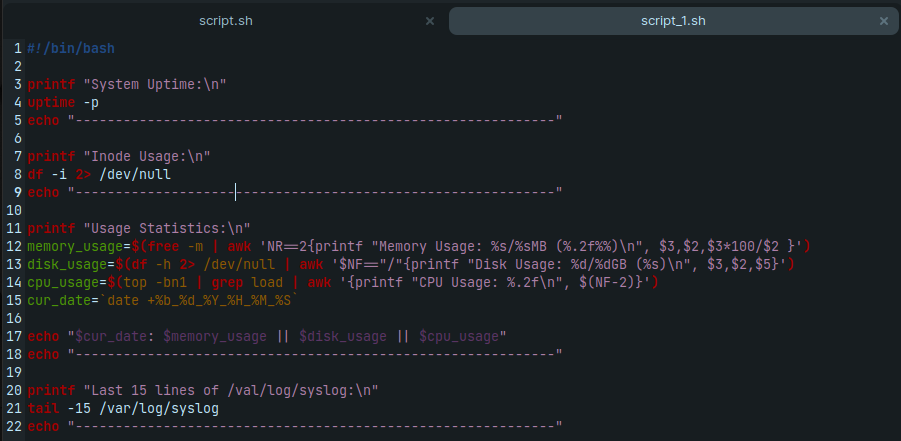 script.sh × script_1.sh ×
1 #!/bin/bash
2
3 printf "System Uptime:\n"
4 uptime -p
5 echo "------------------------------------------------------------"
6
7 printf "Inode Usage:\n"
8 df -i 2> /dev/null
9 echo "------------------------------------------------------------"
10
11 printf "Usage Statistics:\n"
12 memory_usage=$(free -m | awk 'NR==2{printf "Memory Usage: %s/%sMB (%.2f%%)\n", $3,$2,$3*100/$2 }')
13 disk_usage=$(df -h 2> /dev/null | awk '$NF=="/"{printf "Disk Usage: %d/%dGB (%s)\n", $3,$2,$5}')
14 cpu_usage=$(top -bn1 | grep load | awk '{printf "CPU Usage: %.2f\n", $(NF-2)}')
15 cur_date=`date +%b_%d_%Y_%H_%M_%S`
16
17 echo "$cur_date: $memory_usage || $disk_usage || $cpu_usage"
18 echo "------------------------------------------------------------"
19
20 printf "Last 15 lines of /val/log/syslog:\n"
21 tail -15 /var/log/syslog
22 echo "------------------------------------------------------------"